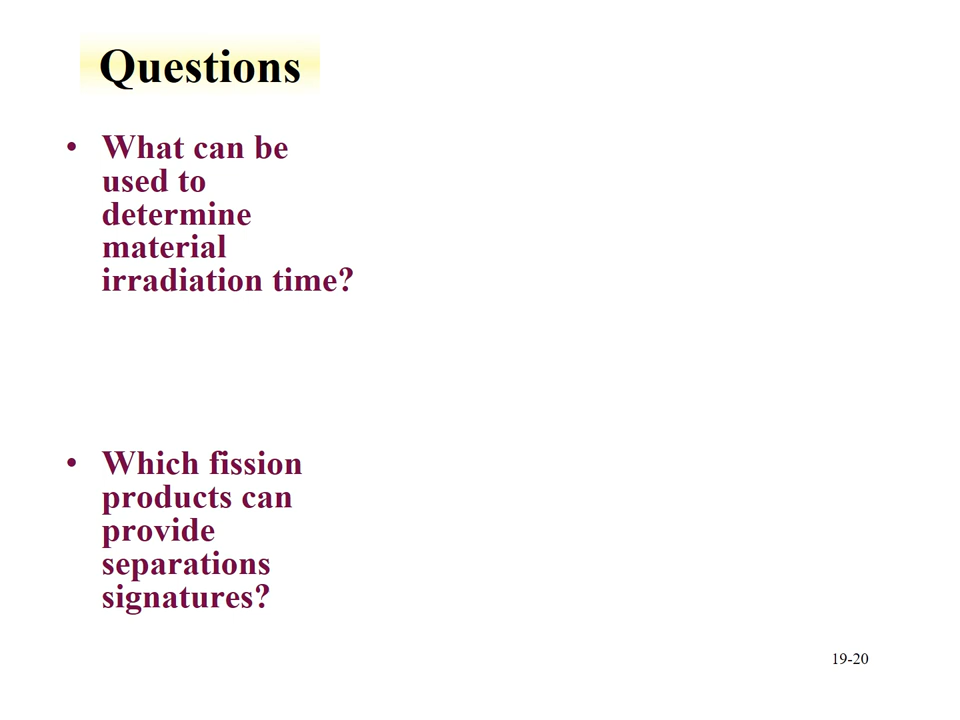 Questions
• What can be
used to
determine
material
irradiation time?
• Which fission
products can
provide
separations
signatures?
19-20